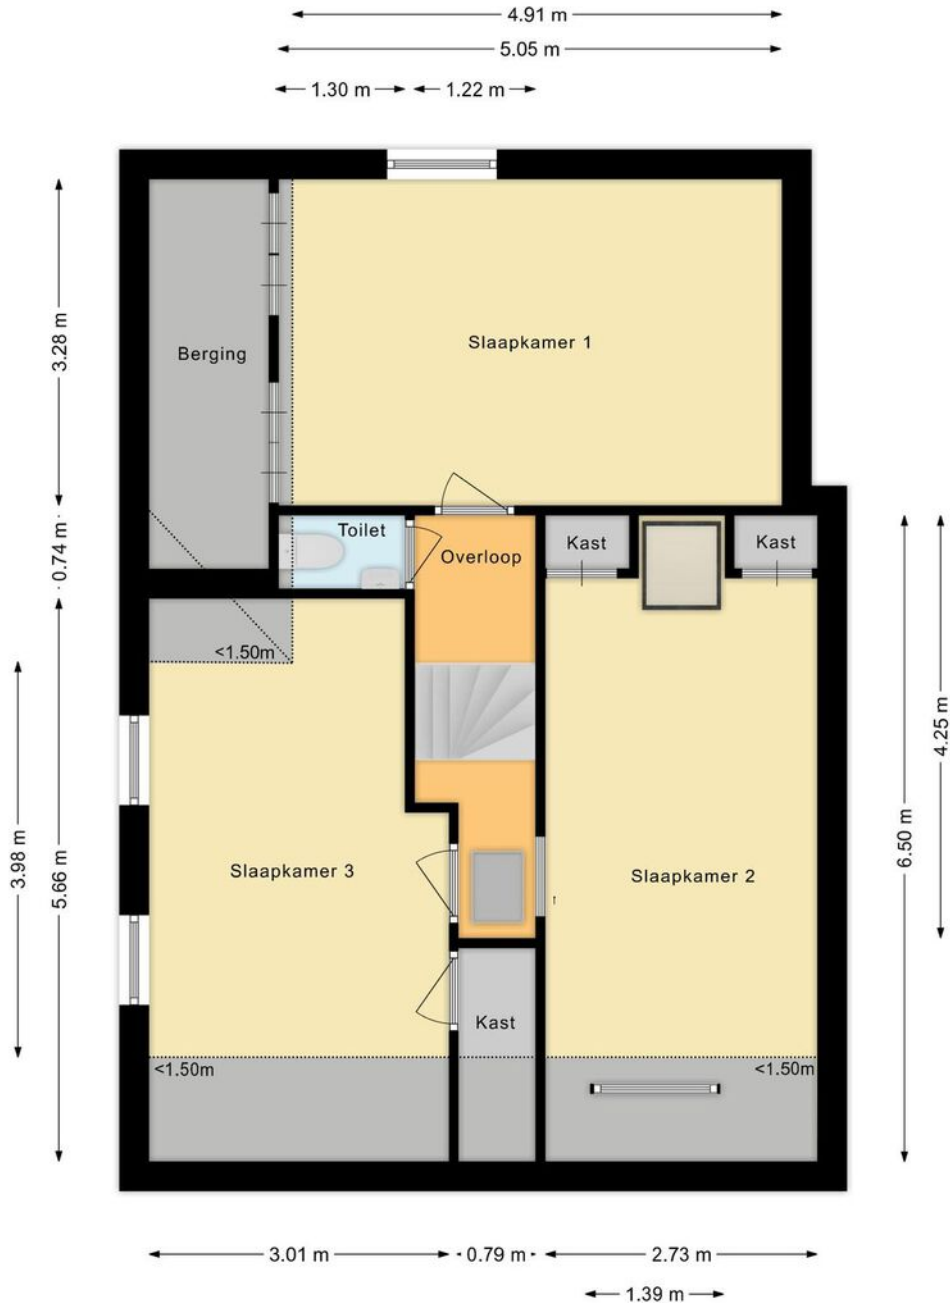 4.91 m
5.05 m
1.30 m
1.22 m
3.28 m
0.74 m
5.66 m
3.98 m
Berging
Slaapkamer 1
Toilet
Overloop
Kast
Kast
<1.50m
Slaapkamer 3
Slaapkamer 2
Kast
<1.50m
<1.50m
4.25 m
6.50 m
3.01 m
0.79 m
2.73 m
1.39 m